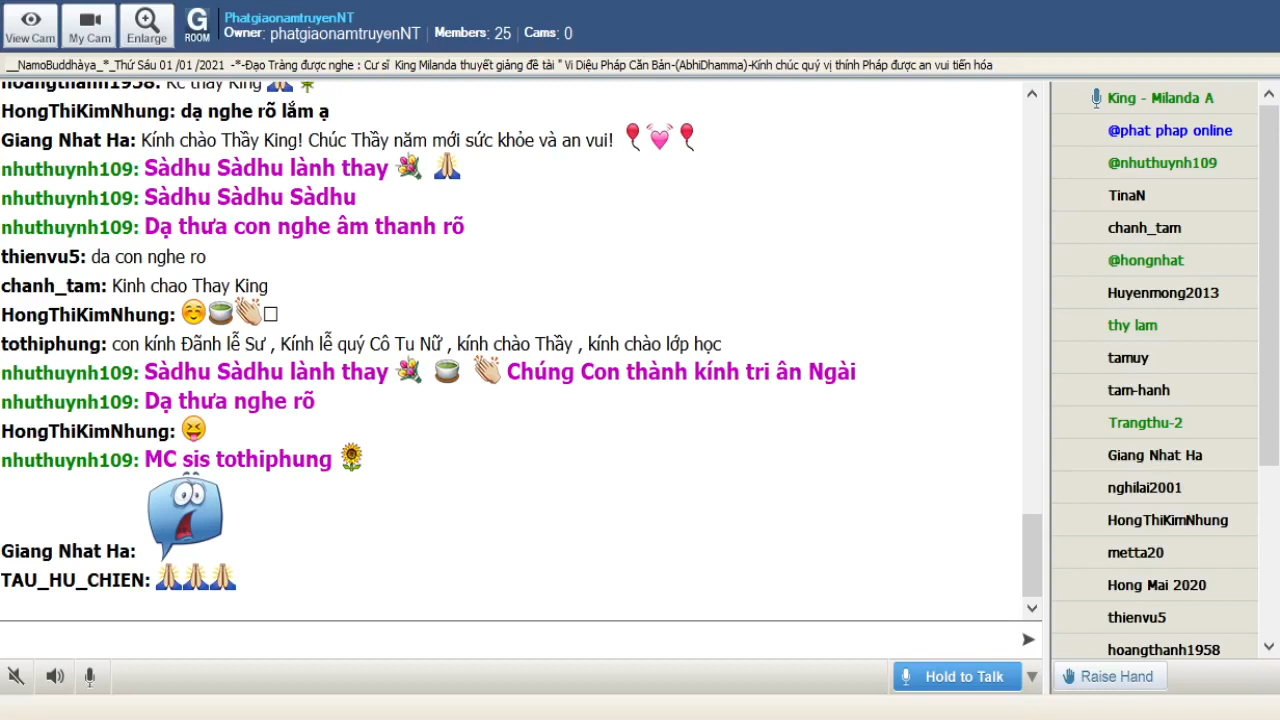 View Cam
My Cam
Enlarge
G
ROOM
PhatgiaonamtruyenNT
Owner: phatgiaonamtruyenNT | Members: 25 | Cams: 0
__NamoBuddhàya_*_Thứ Sáu 01 /01 /2021 -*-Đạo Tràng được nghe : Cư sĩ King Milanda thuyết giảng đề tài " Vi Diệu Pháp Căn Bản-(AbhiDhamma)-Kính chúc quý vị thính Pháp được an vui tiến hóa
hoangthanh1958: Kc thay King
HongThiKimNhung: dạ nghe rõ lắm ạ
Giang Nhat Ha: Kính chào Thầy King! Chúc Thầy năm mới sức khỏe và an vui!
nhuthuynh109: Sàdhu Sàdhu lành thay
nhuthuynh109: Sàdhu Sàdhu Sàdhu
nhuthuynh109: Dạ thưa con nghe âm thanh rõ
thienvu5: da con nghe ro
chanh_tam: Kinh chao Thay King
HongThiKimNhung:
tothiphung: con kính Đãnh lễ Sư , Kính lễ quý Cô Tu Nữ , kính chào Thầy , kính chào lớp học
nhuthuynh109: Sàdhu Sàdhu lành thay Chúng Con thành kính tri ân Ngài
nhuthuynh109: Dạ thưa nghe rõ
HongThiKimNhung:
nhuthuynh109: MC sis tothiphung
Giang Nhat Ha:
TAU_HU_CHIEN:
Hold to Talk
King - Milanda A
@phat phap online
@nhuthuynh109
TinaN
chanh_tam
@hongnhat
Huyenmong2013
thy lam
tamuy
tam-hanh
Trangthu-2
Giang Nhat Ha
nghilai2001
HongThiKimNhung
metta20
Hong Mai 2020
thienvu5
hoangthanh1958
Raise Hand